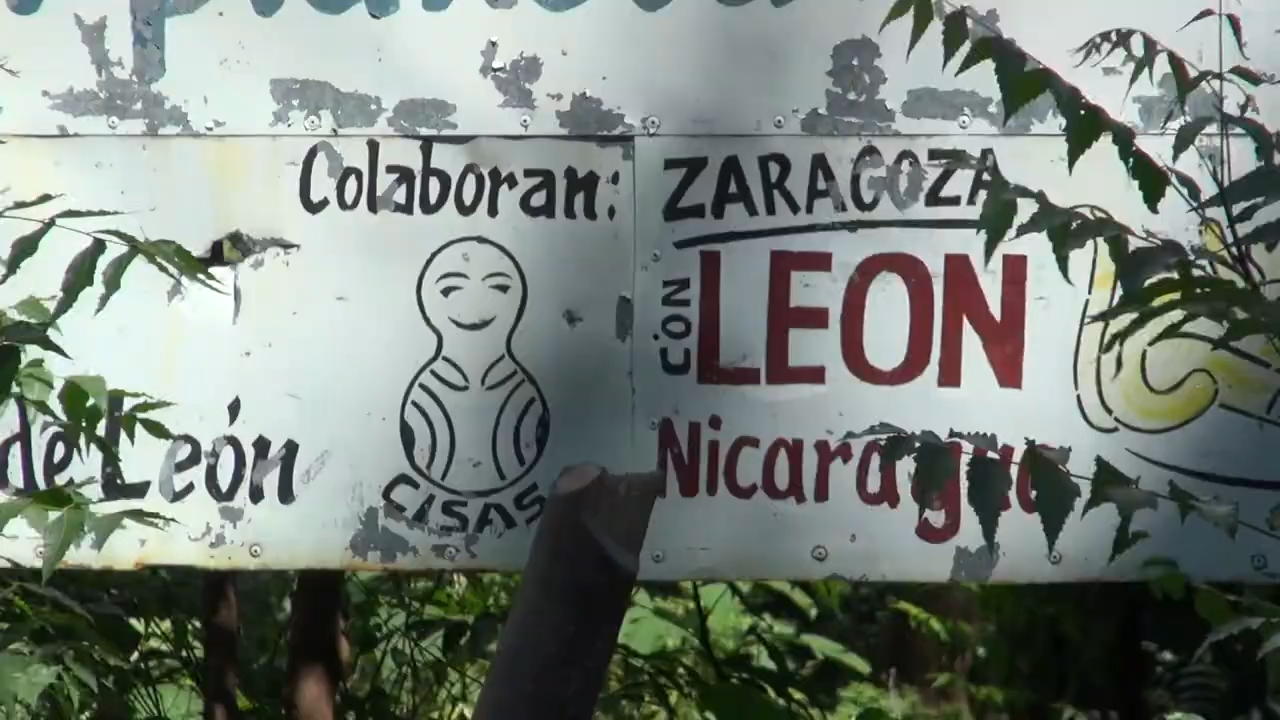 Colaboran:
ZARAGOZA
CON
LEON
Nicaragua
de León
CISAS